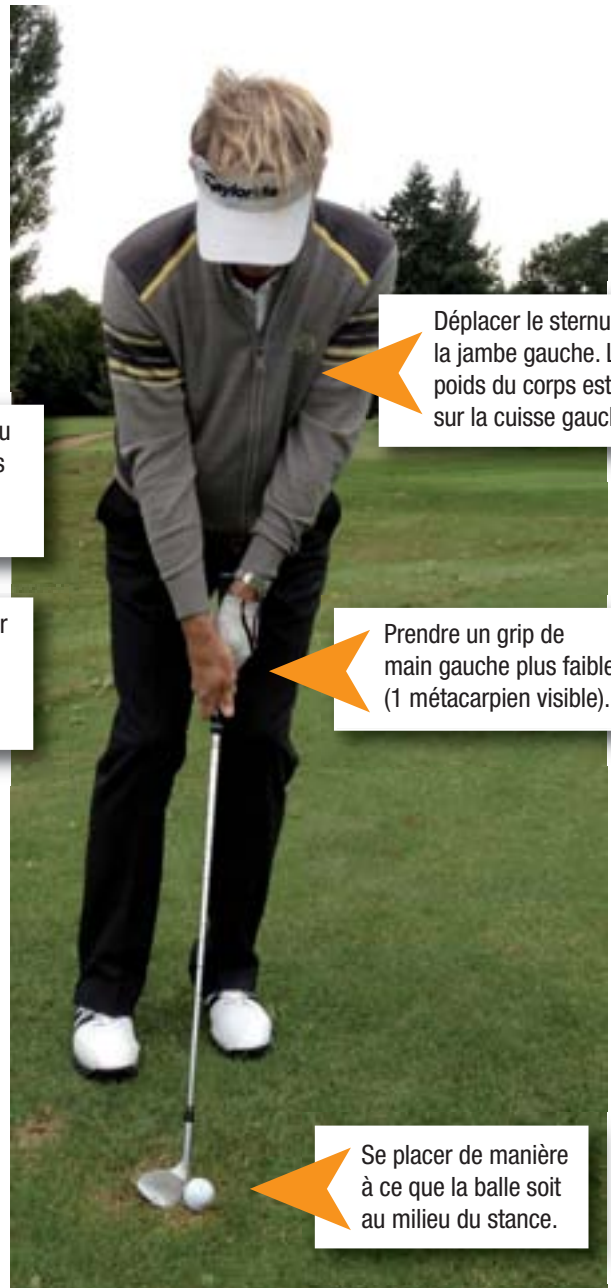 Déplacer le sternu
la jambe gauche. L
poids du corps est
sur la cuisse gauch
u
s
r
Prendre un grip de
main gauche plus faible
(1 métacarpien visible).
Se placer de manière
à ce que la balle soit
au milieu du stance.